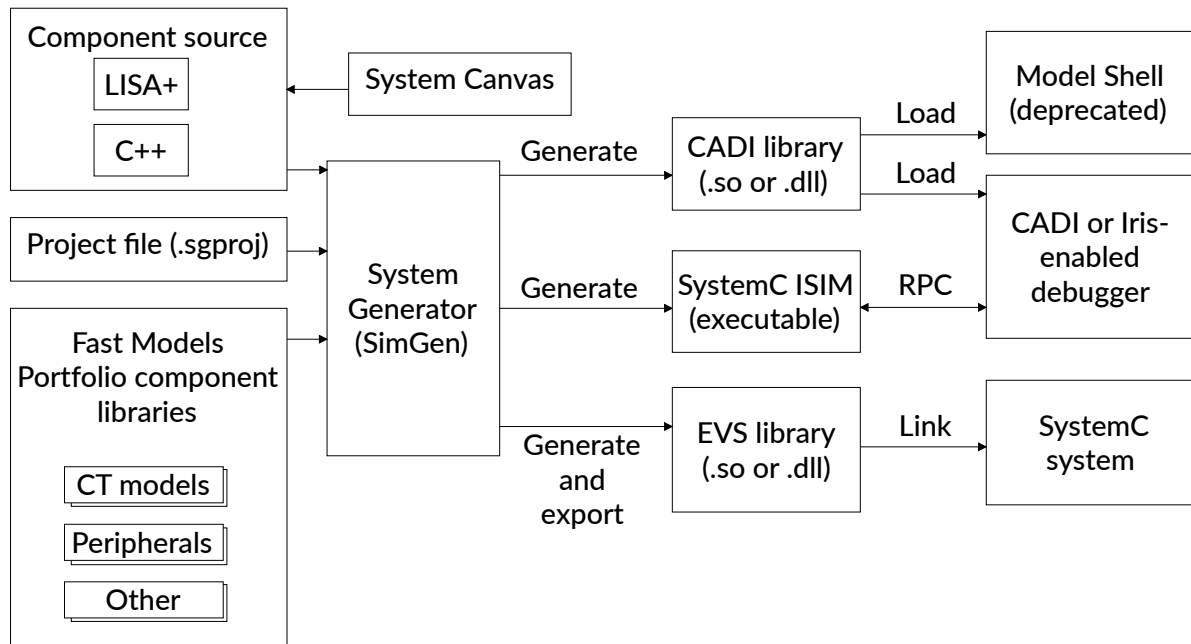 Component source
LISA+
C++
System Canvas
Project file (.sgproj)
Fast Models
Portfolio component
libraries
CT models
Peripherals
Other
System
Generator
(SimGen)
Generate
Generate
Generate
and
export
CADI library
(.so or .dll)
SystemC ISIM
(executable)
EVS library
(.so or .dll)
Load
Load
RPC
Link
Model Shell
(deprecated)
CADI or Iris-
enabled
debugger
SystemC
system